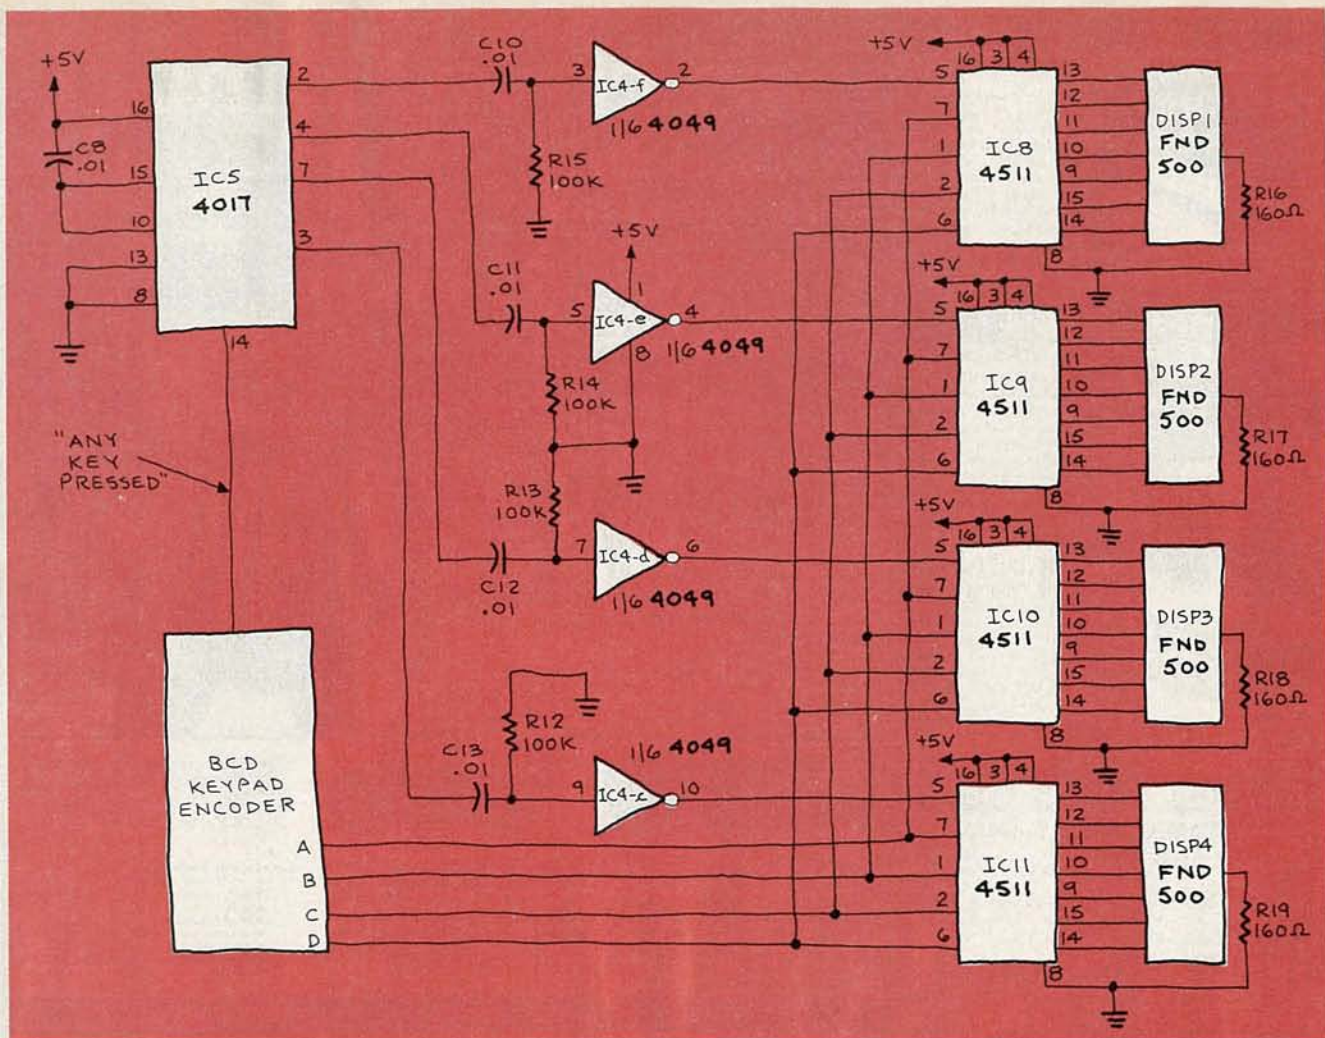 +5V
16
C8
.01
15
10
13
8
IC5
4017
2
4
7
3
14
"ANY
KEY
PRESSED"
C10
.01
3
IC4-f
2
1/6 4049
R15
100K
C11
.01
+5V
1
5
IC4-e
4
8
1/6 4049
R14
100K
R13
100K
7
IC4-d
6
C12
.01
1/6 4049
R12
100K
C13
.01
1/6 4049
9
IC4-c
10
BCD
KEYPAD
ENCODER
A
B
C
D
+5V
16
3
4
5
7
1
2
6
IC8
4511
13
12
11
10
9
15
14
8
DISP1
FND
500
R16
160Ω
+5V
16
3
4
5
7
1
2
6
IC9
4511
13
12
11
10
9
15
14
8
DISP2
FND
500
R17
160Ω
+5V
16
3
4
5
7
1
2
6
IC10
4511
13
12
11
10
9
15
14
8
DISP3
FND
500
R18
160Ω
+5V
16
3
4
5
7
1
2
6
IC11
4511
13
12
11
10
9
15
14
8
DISP4
FND
500
R19
160Ω